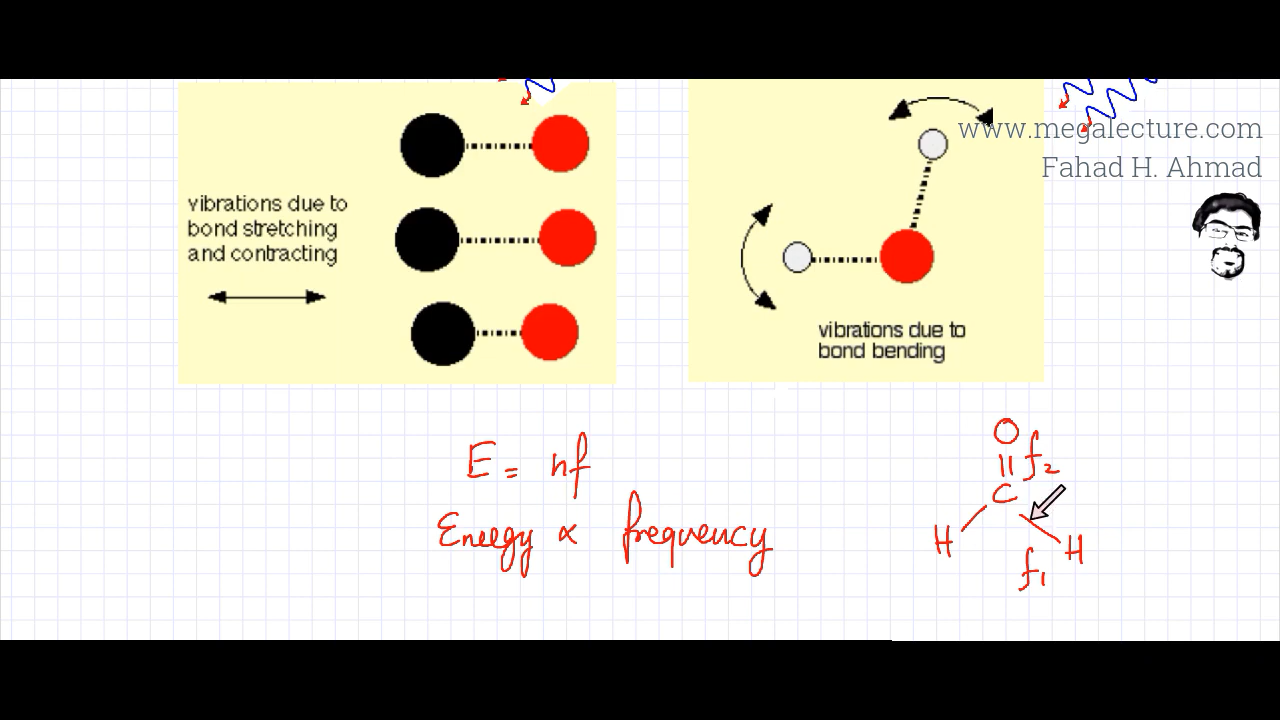 www.megalecture.com
Fahad H. Ahmad
vibrations due to
bond stretching
and contracting
vibrations due to
bond bending
E = hf
Energy ∝ frequency
O
f₂
C
H
H
f₁